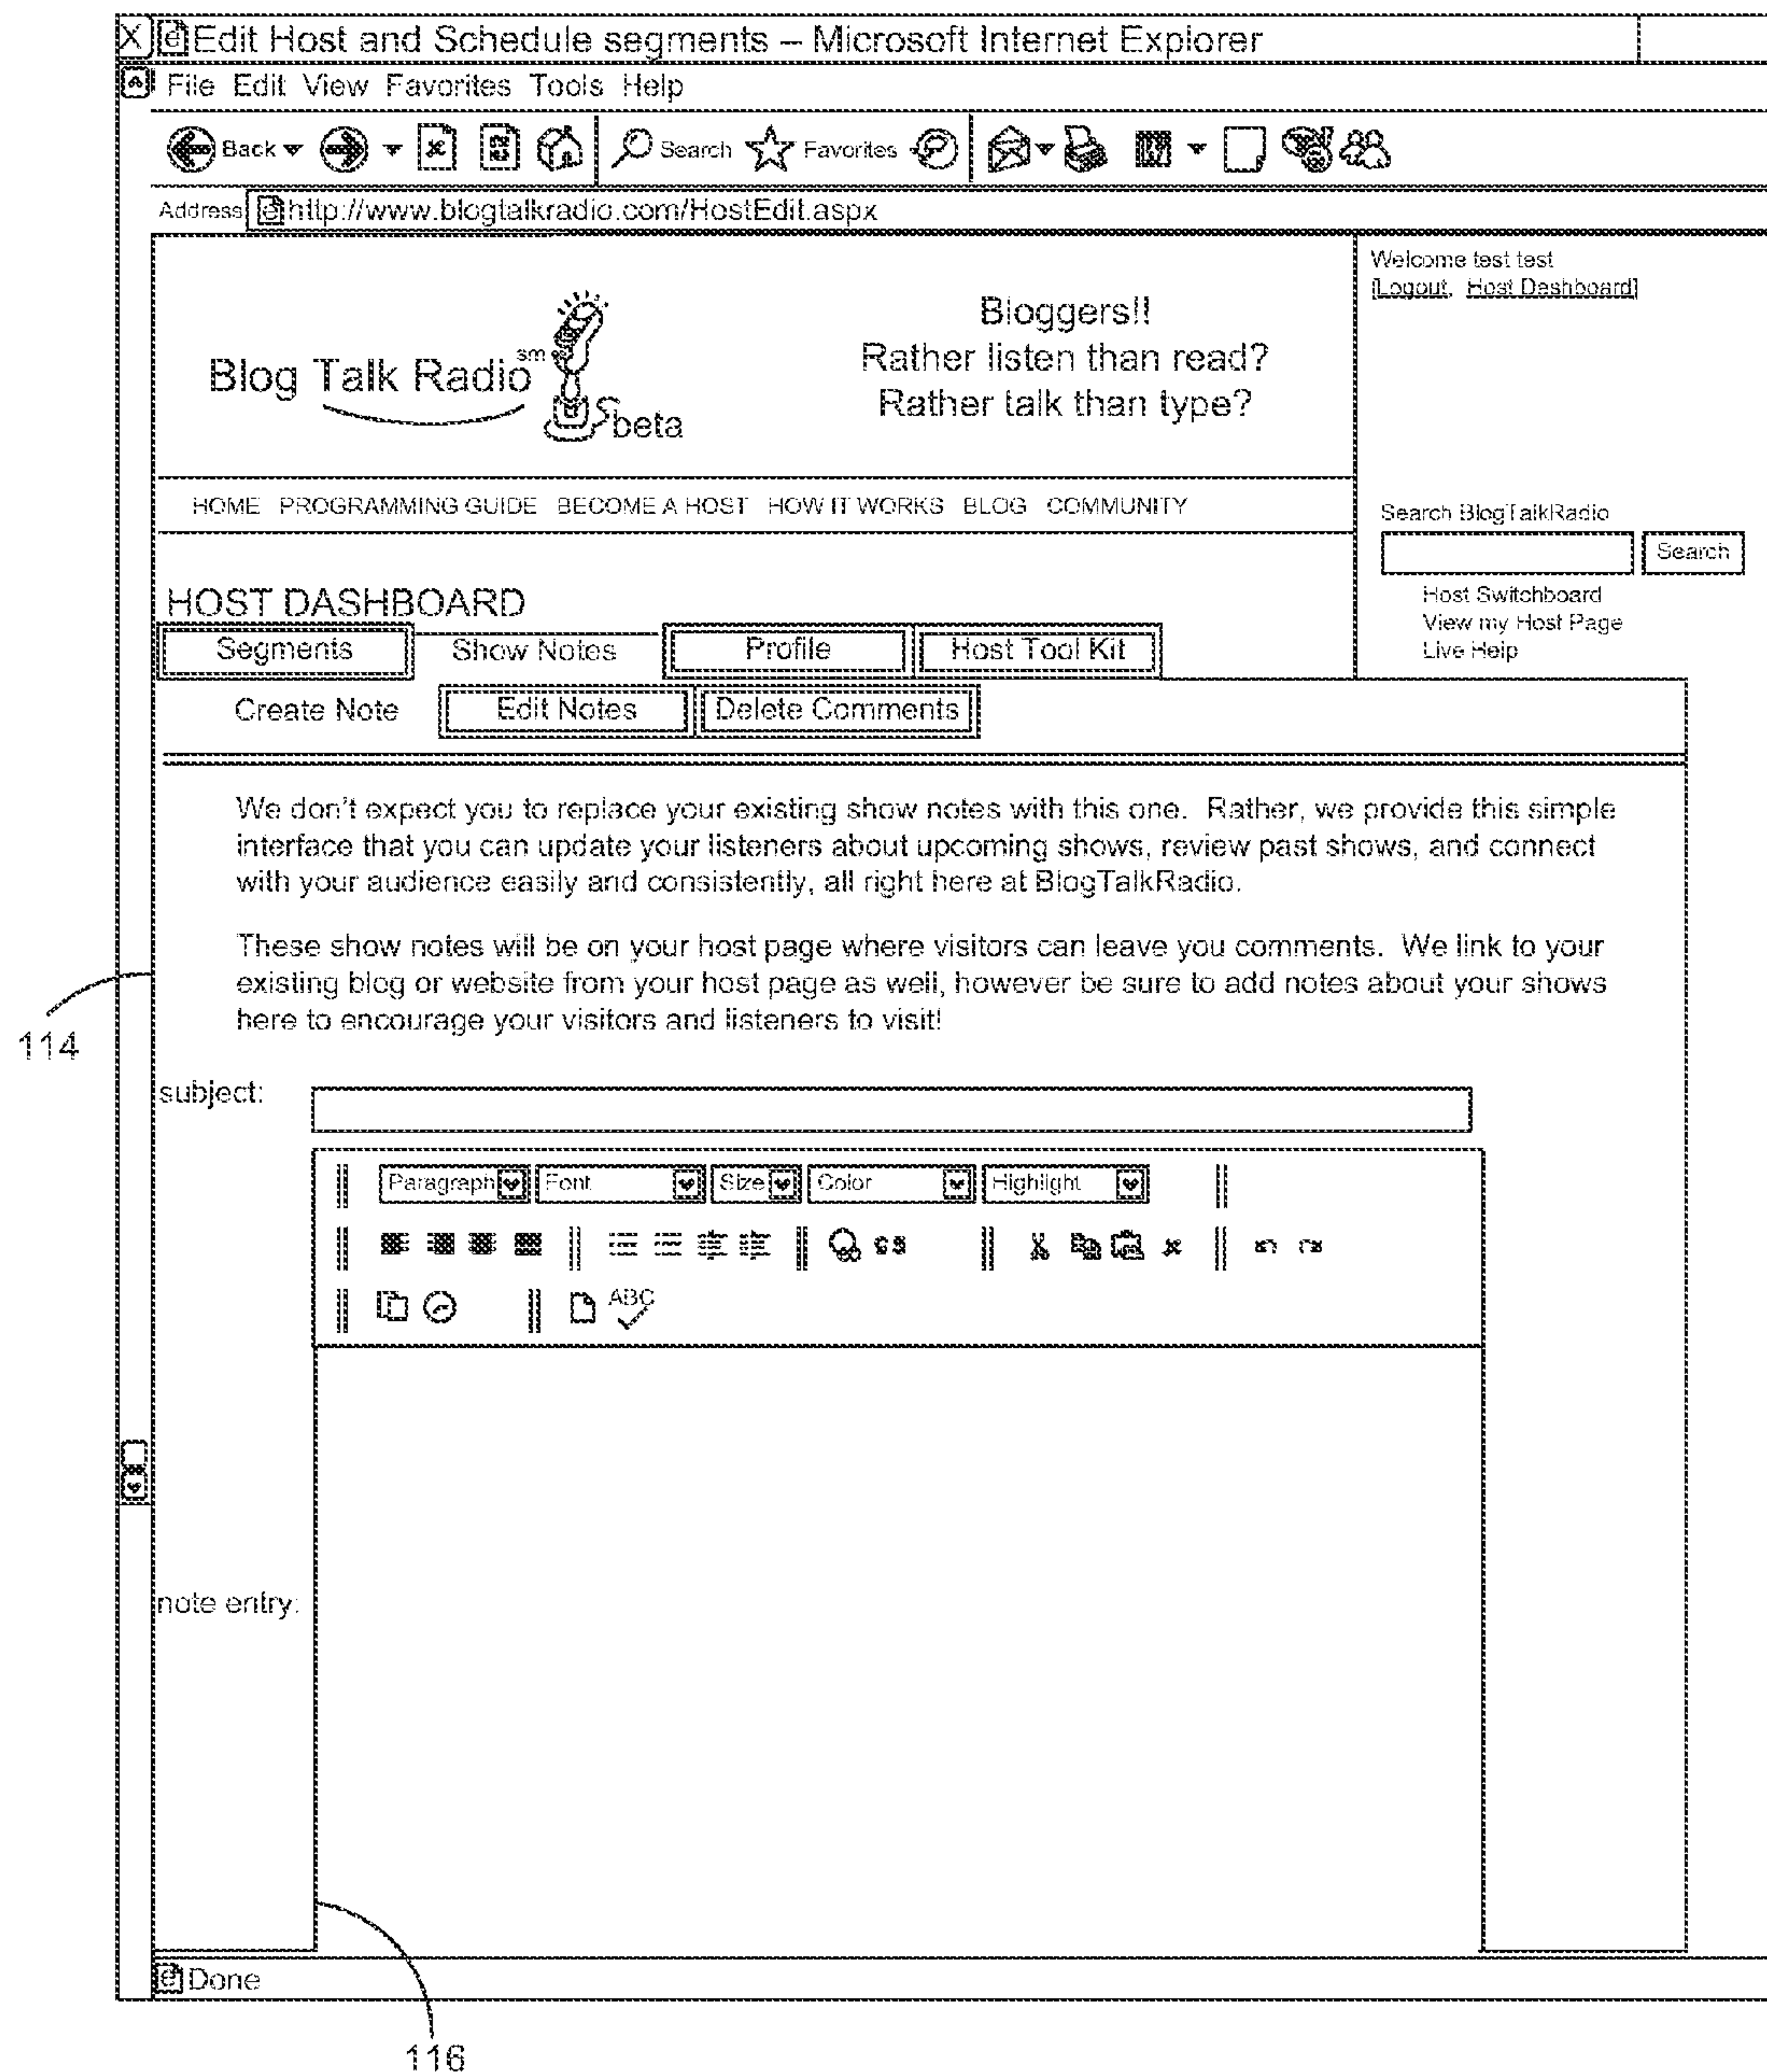 X Edit Host and Schedule segments – Microsoft Internet Explorer
File Edit View Favorites Tools Help
Back Search Favorites W
Address http://www.blogtalkradio.com/HostEdit.aspx
Welcome test test
[Logout, Host Dashboard]
Blog Talk Radio sm beta
Bloggers!!
Rather listen than read?
Rather talk than type?
HOME PROGRAMMING GUIDE BECOME A HOST HOW IT WORKS BLOG COMMUNITY
Search BlogTalkRadio
Search
Host Switchboard
View my Host Page
Live Help
HOST DASHBOARD
Segments Show Notes Profile Host Tool Kit
Create Note Edit Notes Delete Comments
We don't expect you to replace your existing show notes with this one. Rather, we provide this simple
interface that you can update your listeners about upcoming shows, review past shows, and connect
with your audience easily and consistently, all right here at BlogTalkRadio.
These show notes will be on your host page where visitors can leave you comments. We link to your
existing blog or website from your host page as well, however be sure to add notes about your shows
here to encourage your visitors and listeners to visit!
114
subject:
Paragraph Font Size Color Highlight
ABC
note entry:
Done
116